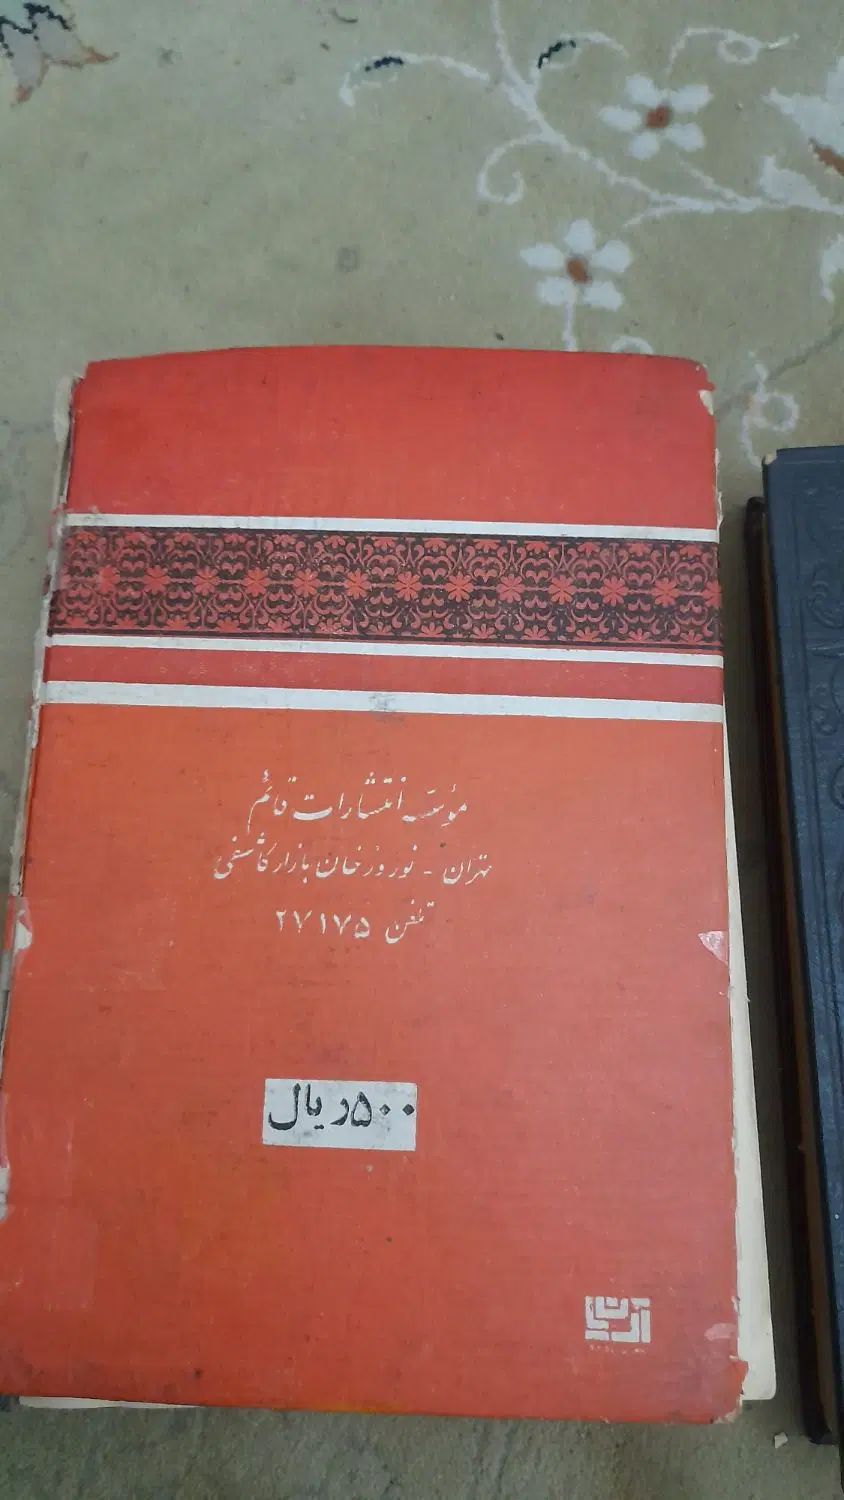 مؤسسه انتشارات قائم
تهران - نوروزخان بازار کاشفی
تلفن ۲۷۱۷۵
۵۰۰ ریال